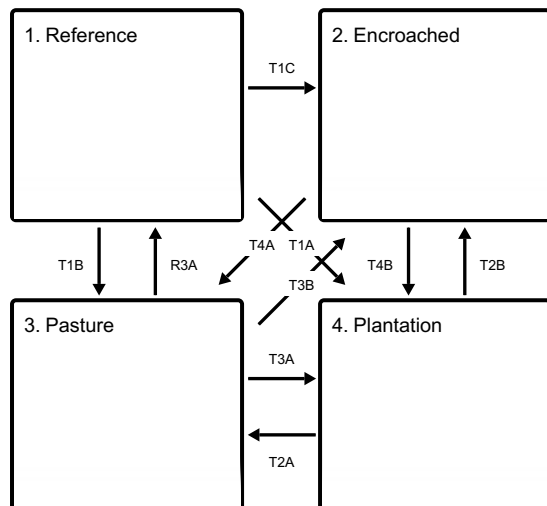 1. Reference
2. Encroached
T1C
T4A
T1A
T1B
R3A
T3B
T4B
T2B
3. Pasture
4. Plantation
T3A
T2A